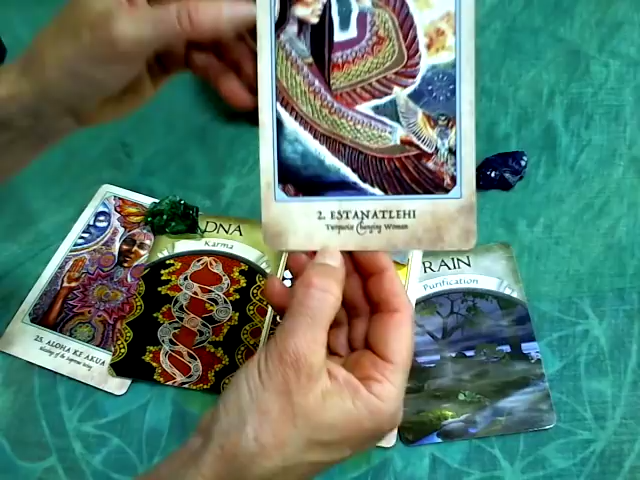 2. ESTANATLEHI
Turquoise Changing Woman
DNA
Karma
RAIN
Purification
25. ALOHA KE AKUA